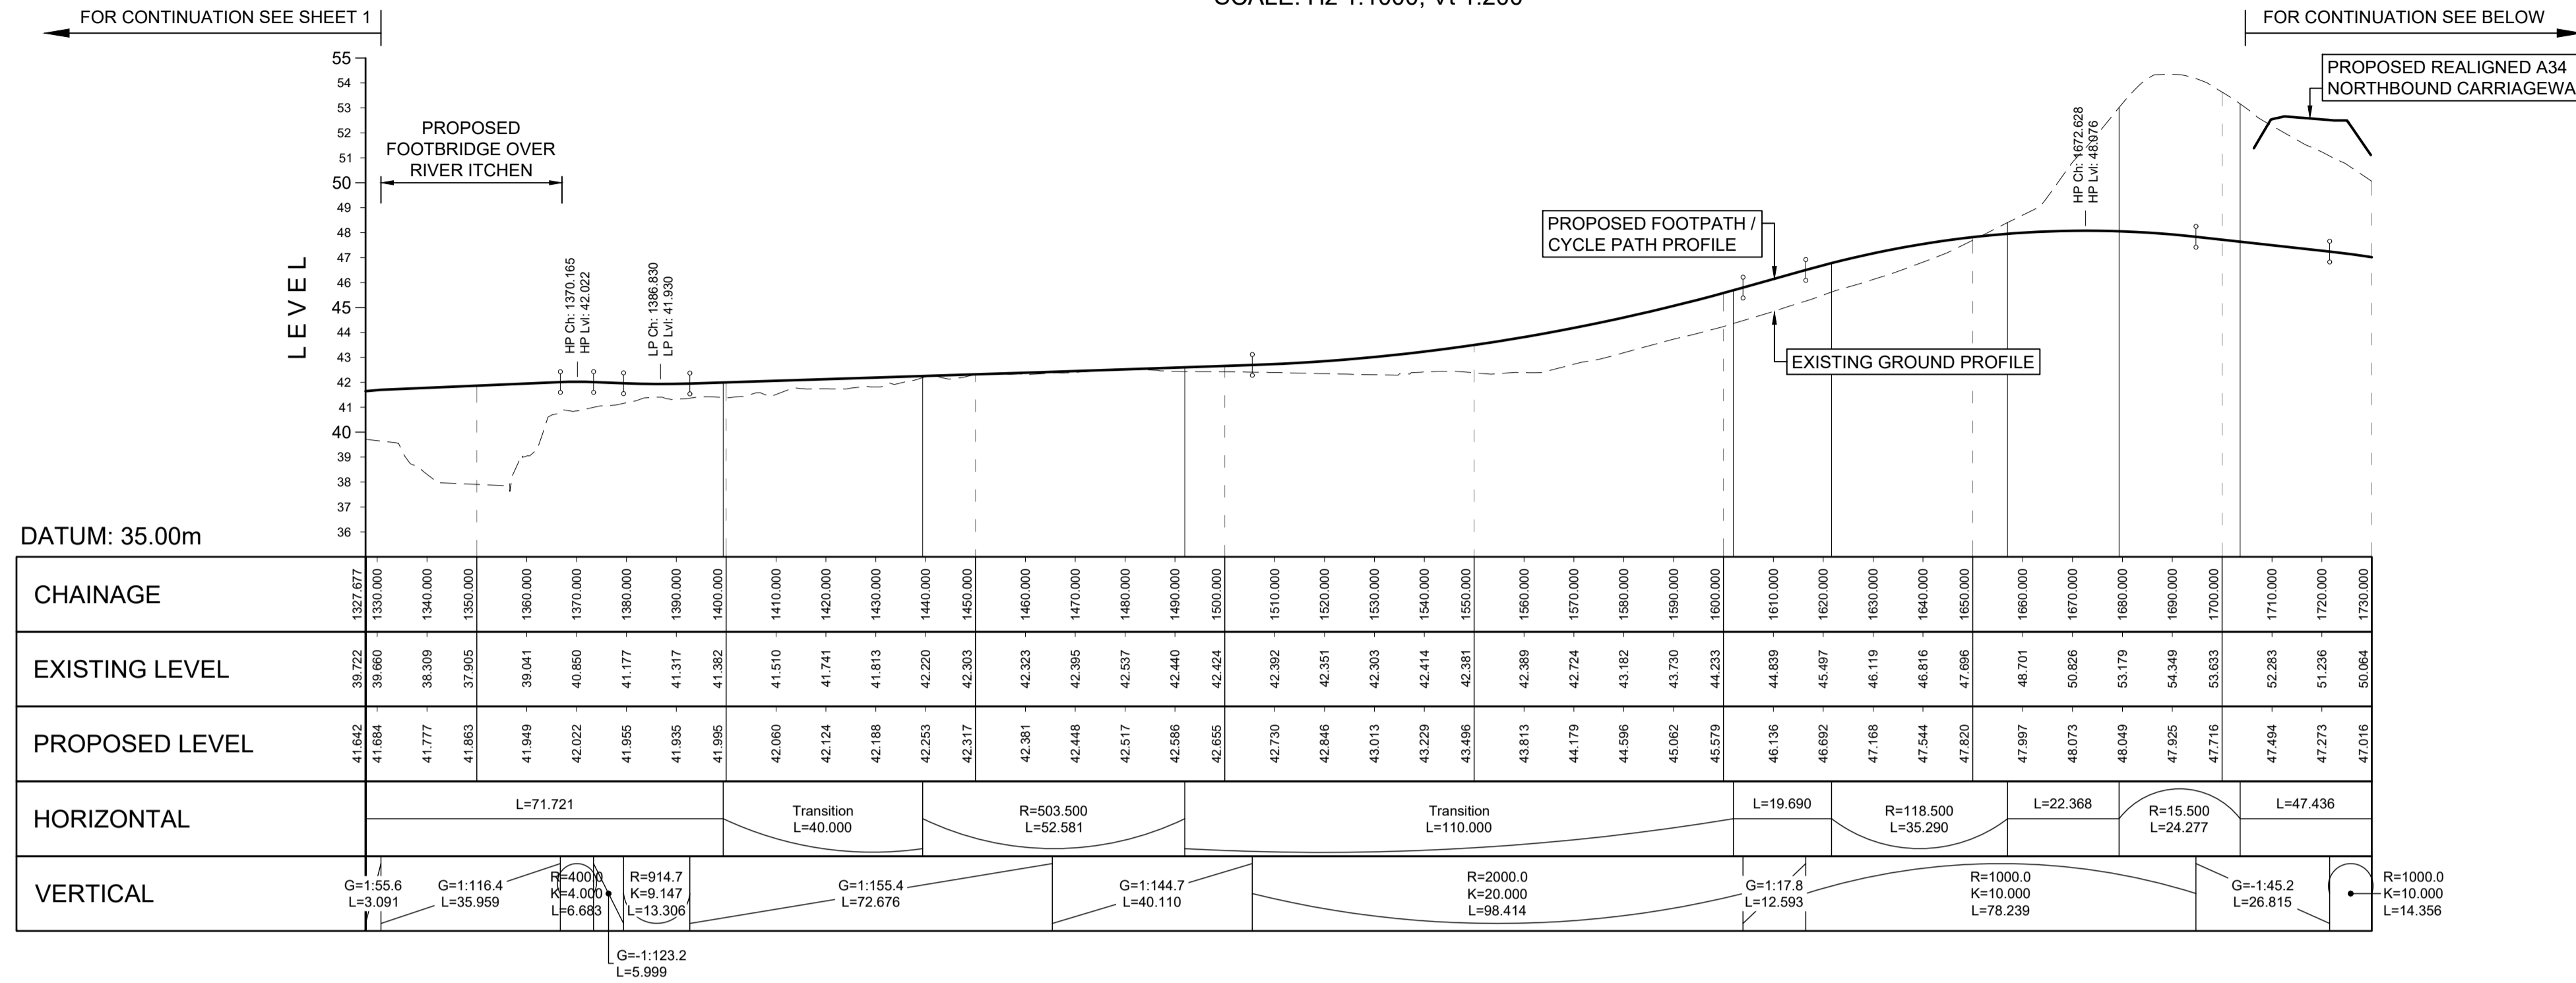 SCALE: Hz 1:1000, Vt 1:200
FOR CONTINUATION SEE SHEET 1
FOR CONTINUATION SEE BELOW
PROPOSED REALIGNED A34
NORTHBOUND CARRIAGEWA
PROPOSED
FOOTBRIDGE OVER
RIVER ITCHEN
LEVEL
55
54
53
52
51
50
49
48
47
46
45
44
43
42
41
40
39
38
37
36
HP Ch: 1370.165
HP Lvl: 42.022
LP Ch: 1386.830
LP Lvl: 41.930
PROPOSED FOOTPATH /
CYCLE PATH PROFILE
EXISTING GROUND PROFILE
HP Ch: 1672.628
HP Lvl: 48.076
DATUM: 35.00m
CHAINAGE
1327.677 1330.000 1340.000 1350.000 1360.000 1370.000 1380.000 1390.000 1400.000 1410.000 1420.000 1430.000 1440.000 1450.000 1460.000 1470.000 1480.000 1490.000 1500.000 1510.000 1520.000 1530.000 1540.000 1550.000 1560.000 1570.000 1580.000 1590.000 1600.000 1610.000 1620.000 1630.000 1640.000 1650.000 1660.000 1670.000 1680.000 1690.000 1700.000 1710.000 1720.000 1730.000
EXISTING LEVEL
39.722 39.660 38.309 37.905 39.041 40.850 41.177 41.317 41.382 41.510 41.741 41.813 42.220 42.303 42.323 42.395 42.537 42.440 42.424 42.392 42.351 42.303 42.414 42.381 42.389 42.724 43.182 43.730 44.233 44.839 45.497 46.119 46.816 47.696 48.701 50.826 53.179 54.349 53.633 52.283 51.236 50.064
PROPOSED LEVEL
41.642 41.684 41.777 41.863 41.949 42.022 41.955 41.935 41.995 42.060 42.124 42.188 42.253 42.317 42.381 42.448 42.517 42.586 42.655 42.730 42.846 43.013 43.229 43.496 43.813 44.179 44.596 45.062 45.579 46.136 46.692 47.168 47.544 47.820 47.997 48.073 48.049 47.925 47.716 47.494 47.273 47.016
HORIZONTAL
L=71.721
Transition
L=40.000
R=503.500
L=52.581
Transition
L=110.000
L=19.690
R=118.500
L=35.290
L=22.368
R=15.500
L=24.277
L=47.436
VERTICAL
G=1:55.6
L=3.091
G=1:116.4
L=35.959
R=400.0
K=4.000
L=6.683
G=-1:123.2
L=5.999
R=914.7
K=9.147
L=13.306
G=1:155.4
L=72.676
G=1:144.7
L=40.110
R=2000.0
K=20.000
L=98.414
G=1:17.8
L=12.593
R=1000.0
K=10.000
L=78.239
G=-1:45.2
L=26.815
R=1000.0
K=10.000
L=14.356